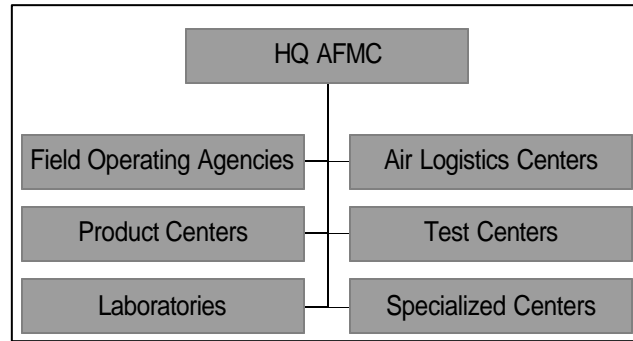 HQ AFMC
Field Operating Agencies
Air Logistics Centers
Product Centers
Test Centers
Laboratories
Specialized Centers